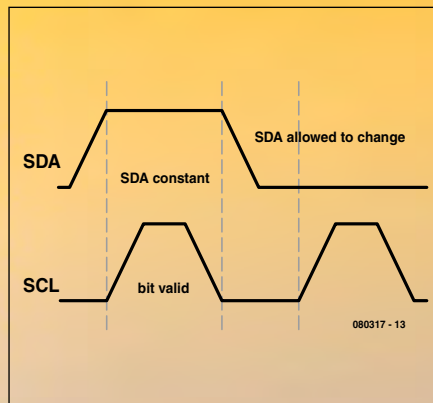 SDA allowed to change
SDA
SDA constant
SCL
bit valid
080317 - 13